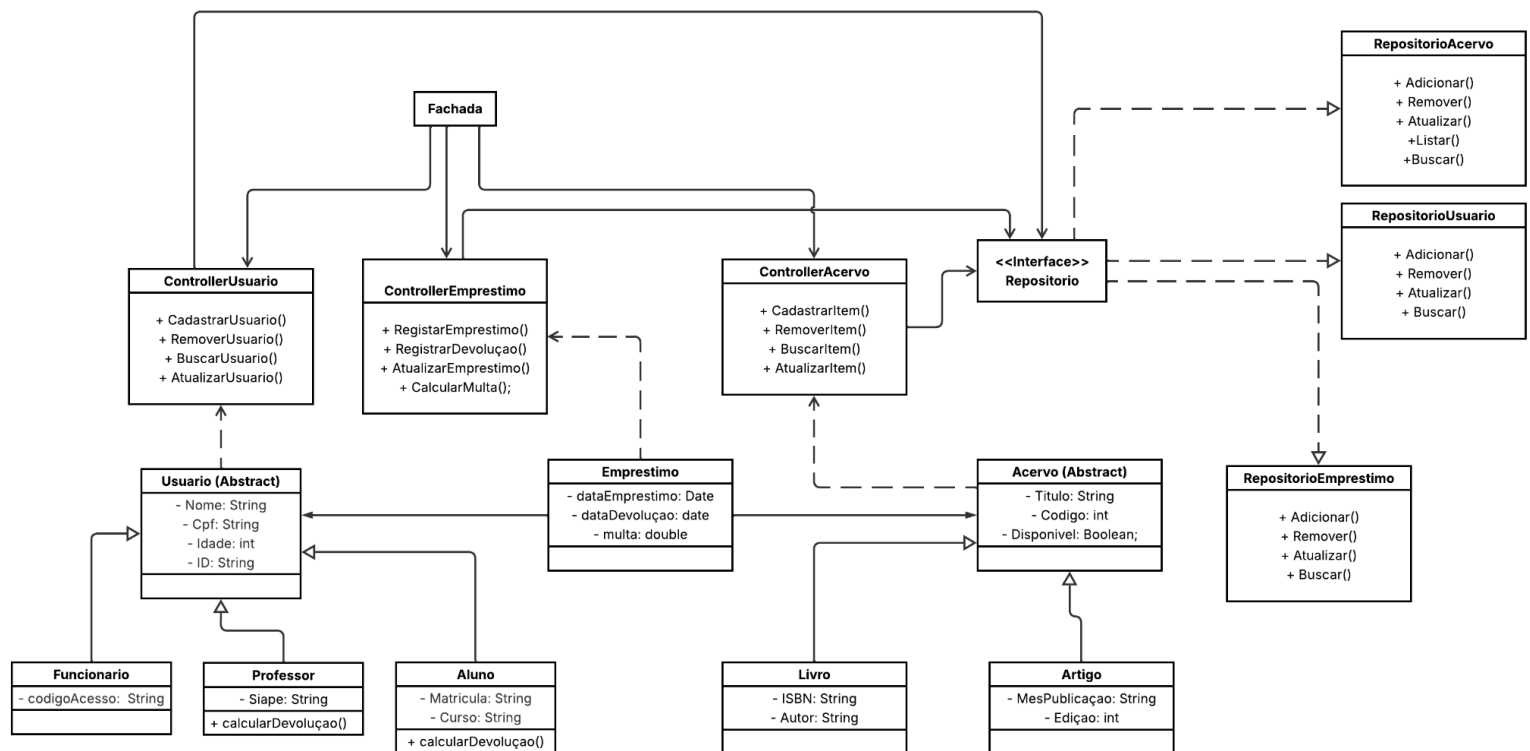 Fachada
RepositorioAcervo
+ Adicionar()
+ Remover()
+ Atualizar()
+Listar()
+Buscar()
RepositorioUsuario
+ Adicionar()
+ Remover()
+ Atualizar()
+ Buscar()
<<Interface>>
Repositorio
ControllerUsuario
+ CadastrarUsuario()
+ RemoverUsuario()
+ BuscarUsuario()
+ AtualizarUsuario()
ControllerEmprestimo
+ RegistarEmprestimo()
+ RegistrarDevoluçao()
+ AtualizarEmprestimo()
+ CalcularMulta();
ControllerAcervo
+ CadastrarItem()
+ RemoverItem()
+ BuscarItem()
+ AtualizarItem()
Usuario (Abstract)
- Nome: String
- Cpf: String
- Idade: int
- ID: String
Emprestimo
- dataEmprestimo: Date
- dataDevoluçao: date
- multa: double
Acervo (Abstract)
- Titulo: String
- Codigo: int
- Disponivel: Boolean;
RepositorioEmprestimo
+ Adicionar()
+ Remover()
+ Atualizar()
+ Buscar()
Funcionario
- codigoAcesso: String
Professor
- Siape: String
+ calcularDevoluçao()
Aluno
- Matricula: String
- Curso: String
+ calcularDevoluçao()
Livro
- ISBN: String
- Autor: String
Artigo
- MesPublicaçao: String
- Ediçao: int